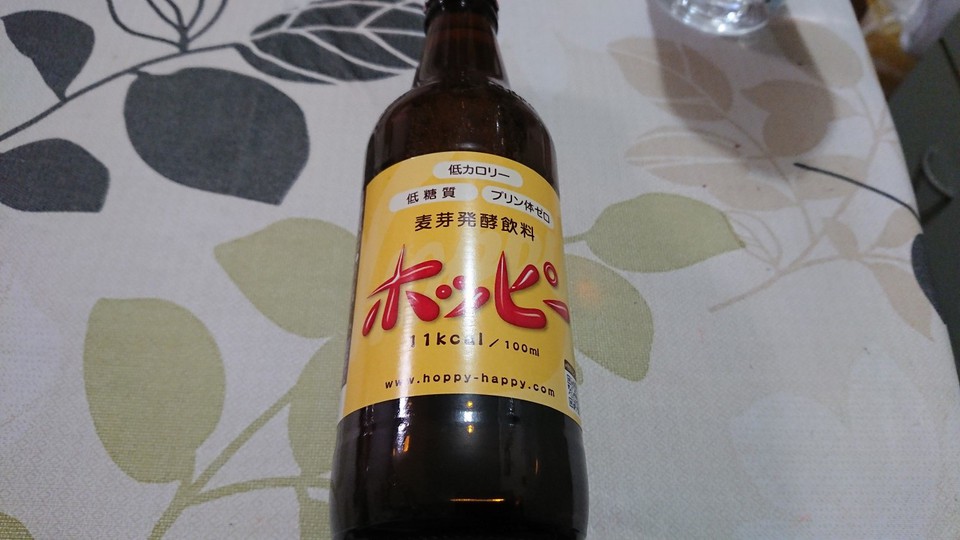 低カロリー
低糖質 プリン体ゼロ
麦芽発酵飲料
ホッピー
11kcal/100ml
www.hoppy-happy.com